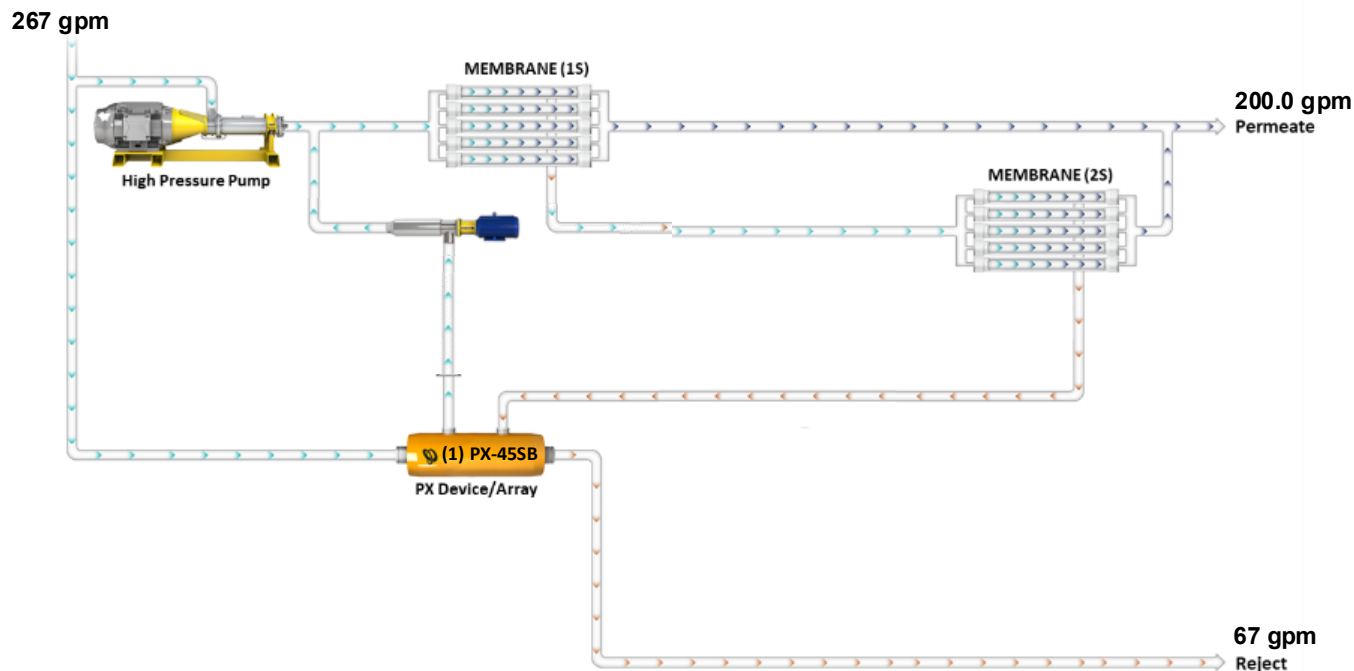 267 gpm
MEMBRANE (1S)
200.0 gpm
Permeate
High Pressure Pump
MEMBRANE (2S)
(1) PX-45SB
PX Device/Array
67 gpm
Reject